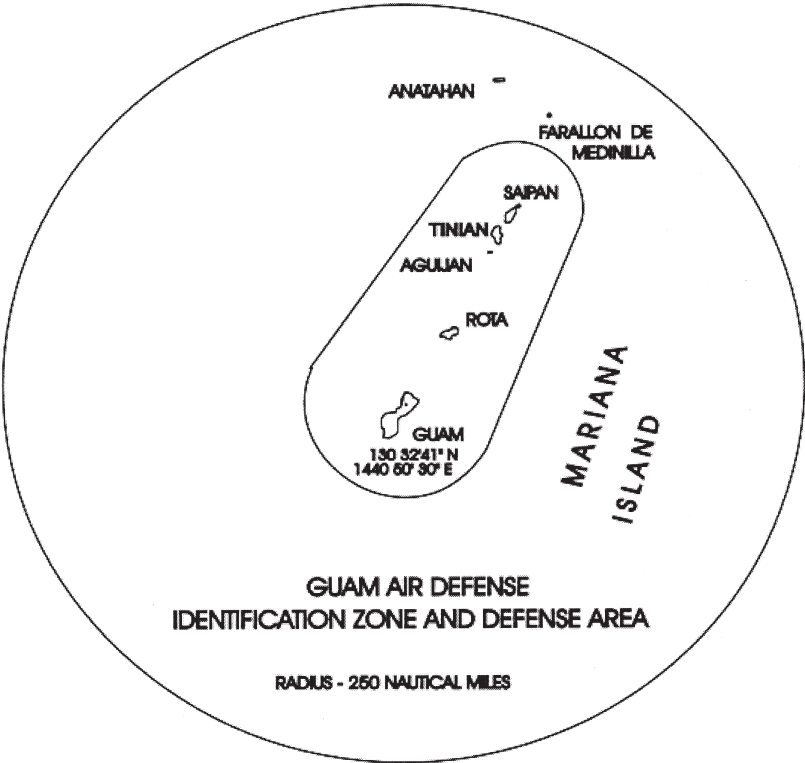 ANATAHAN
FARALLON DE
MEDINILLA
SAIPAN
TINIAN
AGUIJAN
ROTA
GUAM
130 32'41" N
1440 50' 30" E
MARIANA
ISLAND
GUAM AIR DEFENSE
IDENTIFICATION ZONE AND DEFENSE AREA
RADIUS - 250 NAUTICAL MILES